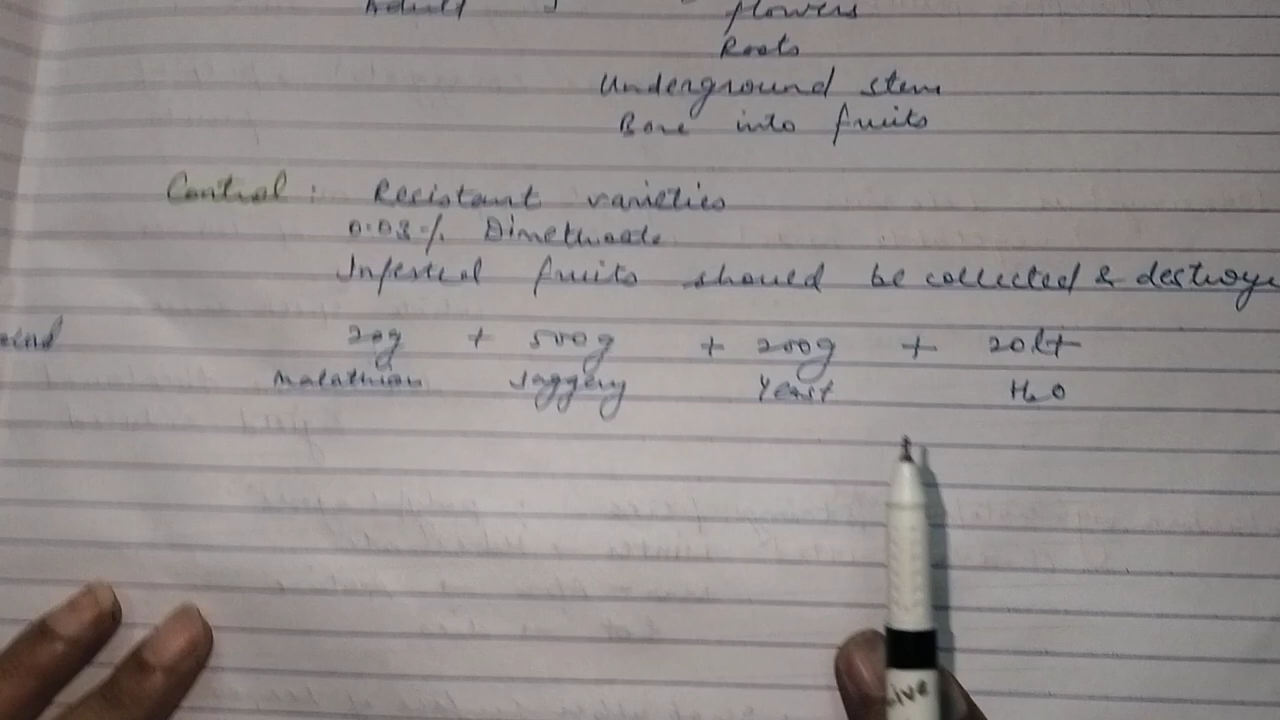 Adult flowers
Roots
Underground stem
Bore into fruits
Control : Resistant varieties
0.03 % Dimethoate
Infested fruits should be collected & destroye
20g + 500g + 200g + 20lt
Malathion Jaggery Yeast H2O